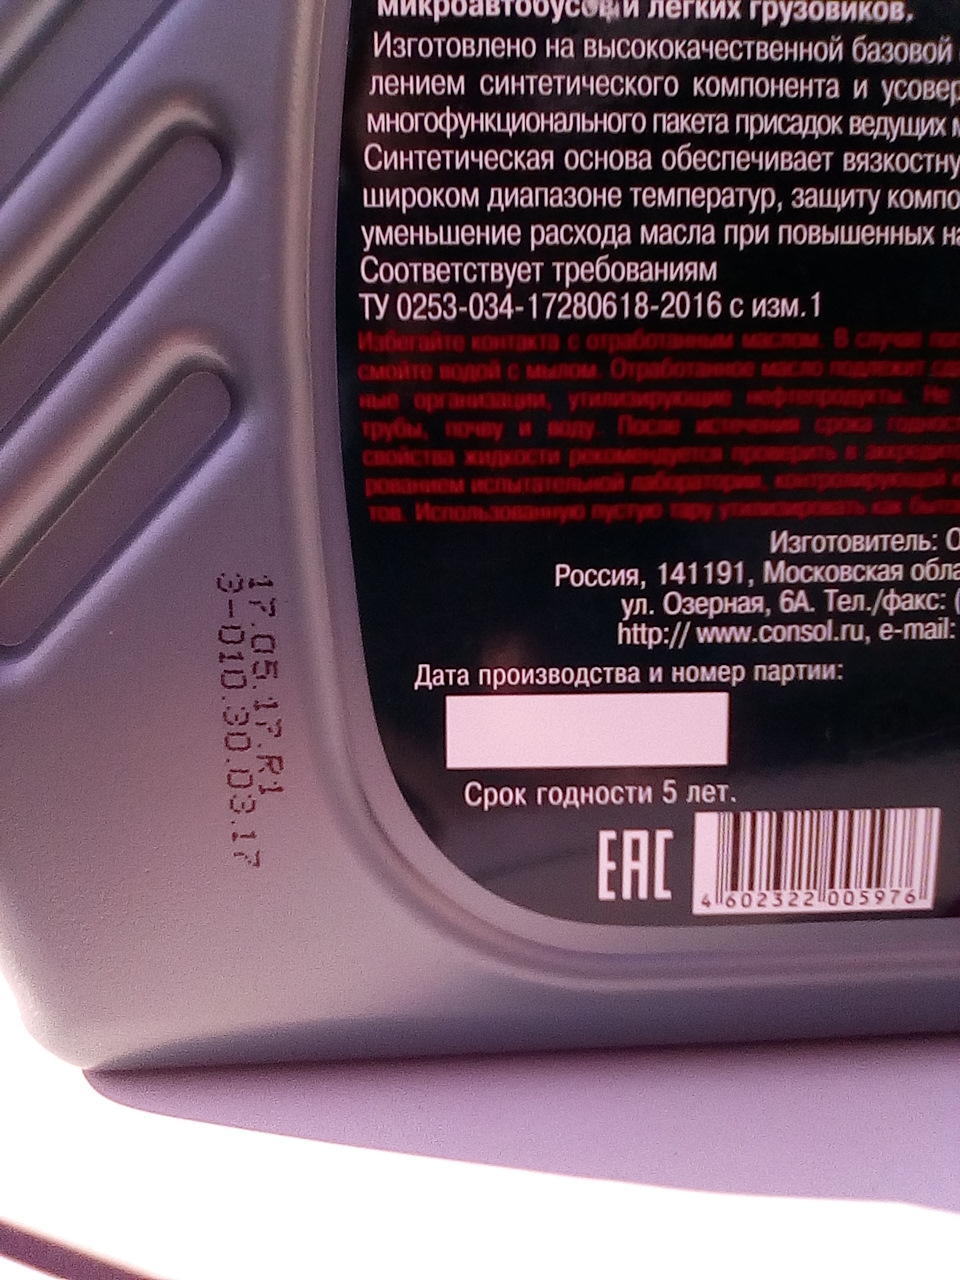 микроавтобусов и легких грузовиков.
Изготовлено на высококачественной базовой
лением синтетического компонента и усовер
многофункционального пакета присадок ведущих м
Синтетическая основа обеспечивает вязкостну
широком диапазоне температур, защиту компо
уменьшение расхода масла при повышенных на
Соответствует требованиям
ТУ 0253-034-17280618-2016 с изм.1
Избегайте контакта с отработанным маслом. В случае поп
смойте водой с мылом. Отработанное масло подлежит сда
ные организации, утилизирующие нефтепродукты. Не
трубы, почву и воду. После истечения срока годност
свойства жидкости рекомендуется проверить в аккредит
рованием испытательной лаборатории, контролирующей
тов. Использованную пустую тару утилизировать как бытов
Изготовитель: О
Россия, 141191, Московская обла
ул. Озерная, 6А. Тел./факс: (
http:// www.consol.ru, e-mail:
Дата производства и номер партии:
Срок годности 5 лет.
EAC
4 602322 005976
17.05.17.R1
3-010.30.03.17